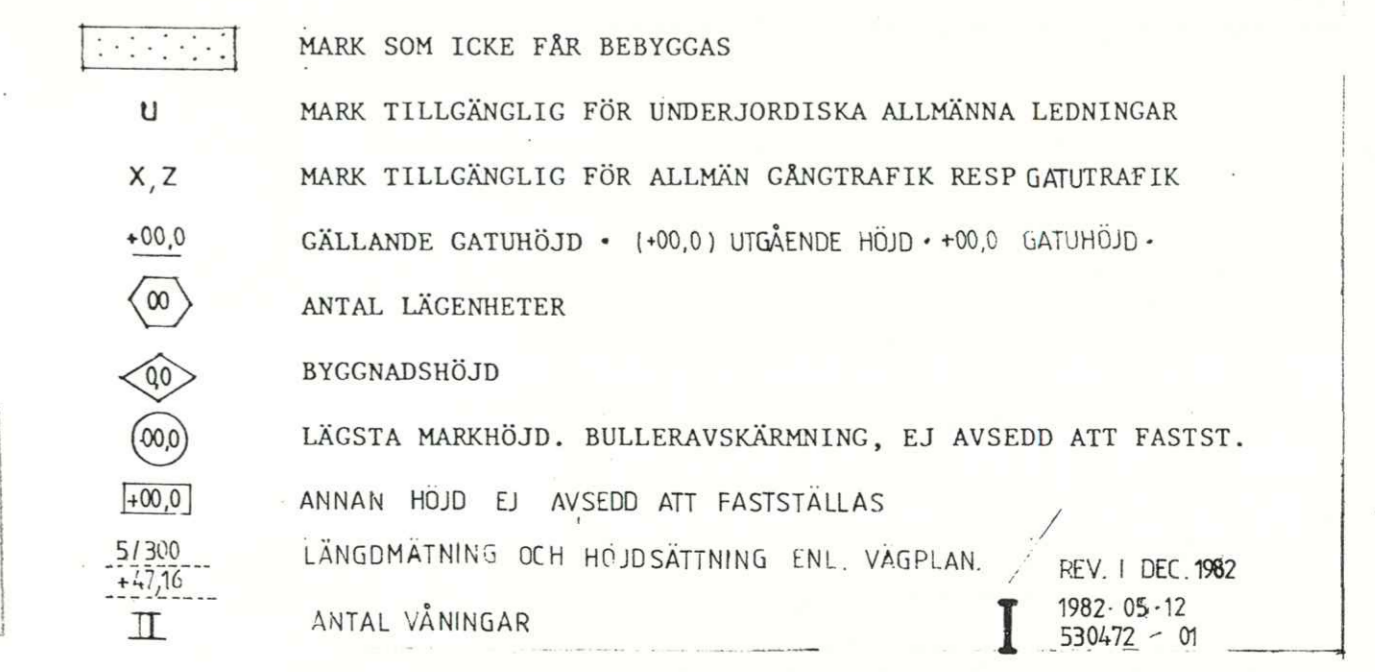 MARK SOM ICKE FÅR BEBYGGAS
u MARK TILLGÄNGLIG FÖR UNDERJORDISKA ALLMÄNNA LEDNINGAR
X,Z MARK TILLGÄNGLIG FÖR ALLMÄN GÅNGTRAFIK RESP GATUTRAFIK
+00,0 GÄLLANDE GATUHÖJD • (+00,0) UTGÅENDE HÖJD • +00,0 GATUHÖJD •
00 ANTAL LÄGENHETER
0,0 BYGGNADSHÖJD
00,0 LÄGSTA MARKHÖJD. BULLERAVSKÄRMNING, EJ AVSEDD ATT FASTST.
+00,0 ANNAN HÖJD EJ AVSEDD ATT FASTSTÄLLAS
5/300
+47,16
LÄNGDMÄTNING OCH HÖJDSÄTTNING ENL. VÄGPLAN.
II ANTAL VÅNINGAR
I
REV. I DEC. 1982
1982-05-12
530472 - 01